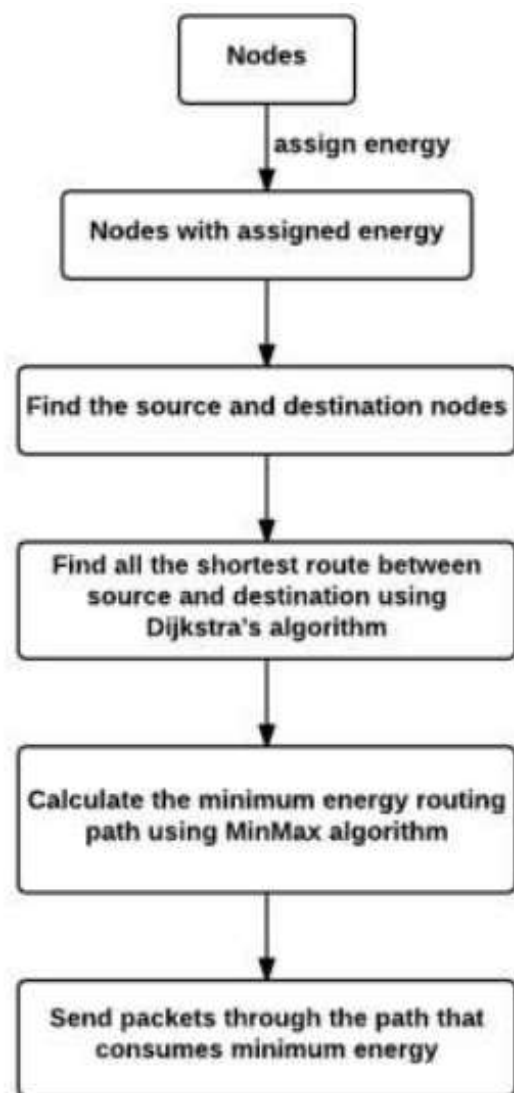 Nodes
assign energy
Nodes with assigned energy
Find the source and destination nodes
Find all the shortest route between
source and destination using
Dijkstra's algorithm
Calculate the minimum energy routing
path using MinMax algorithm
Send packets through the path that
consumes minimum energy